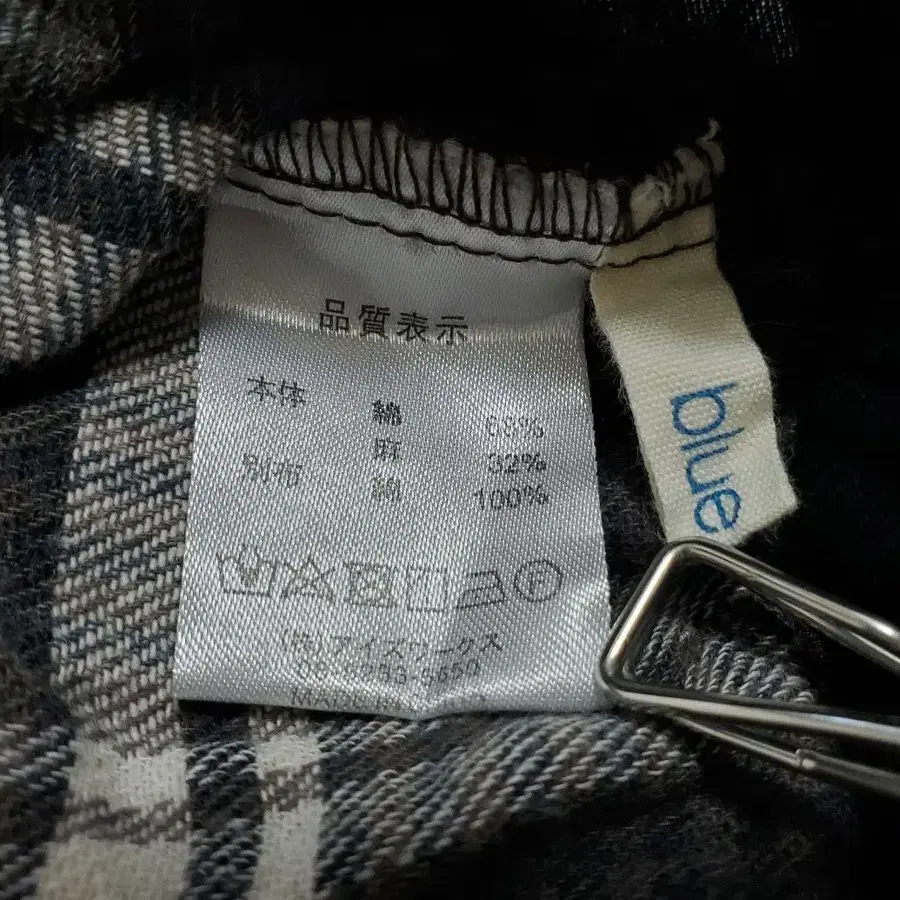 品質表示
本体 綿 68%
麻 32%
別布 綿 100%
Ⓕ
(株)アイズワークス
blue